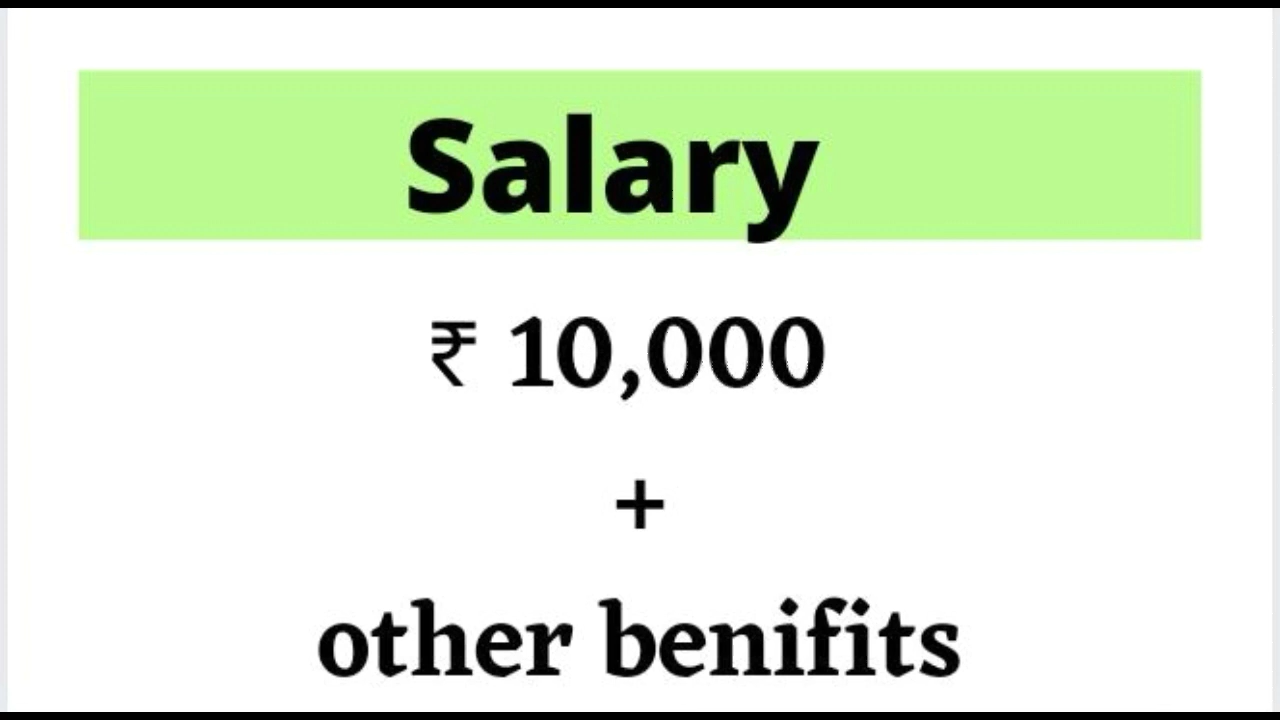 Salary
₹ 10,000
+
other benifits